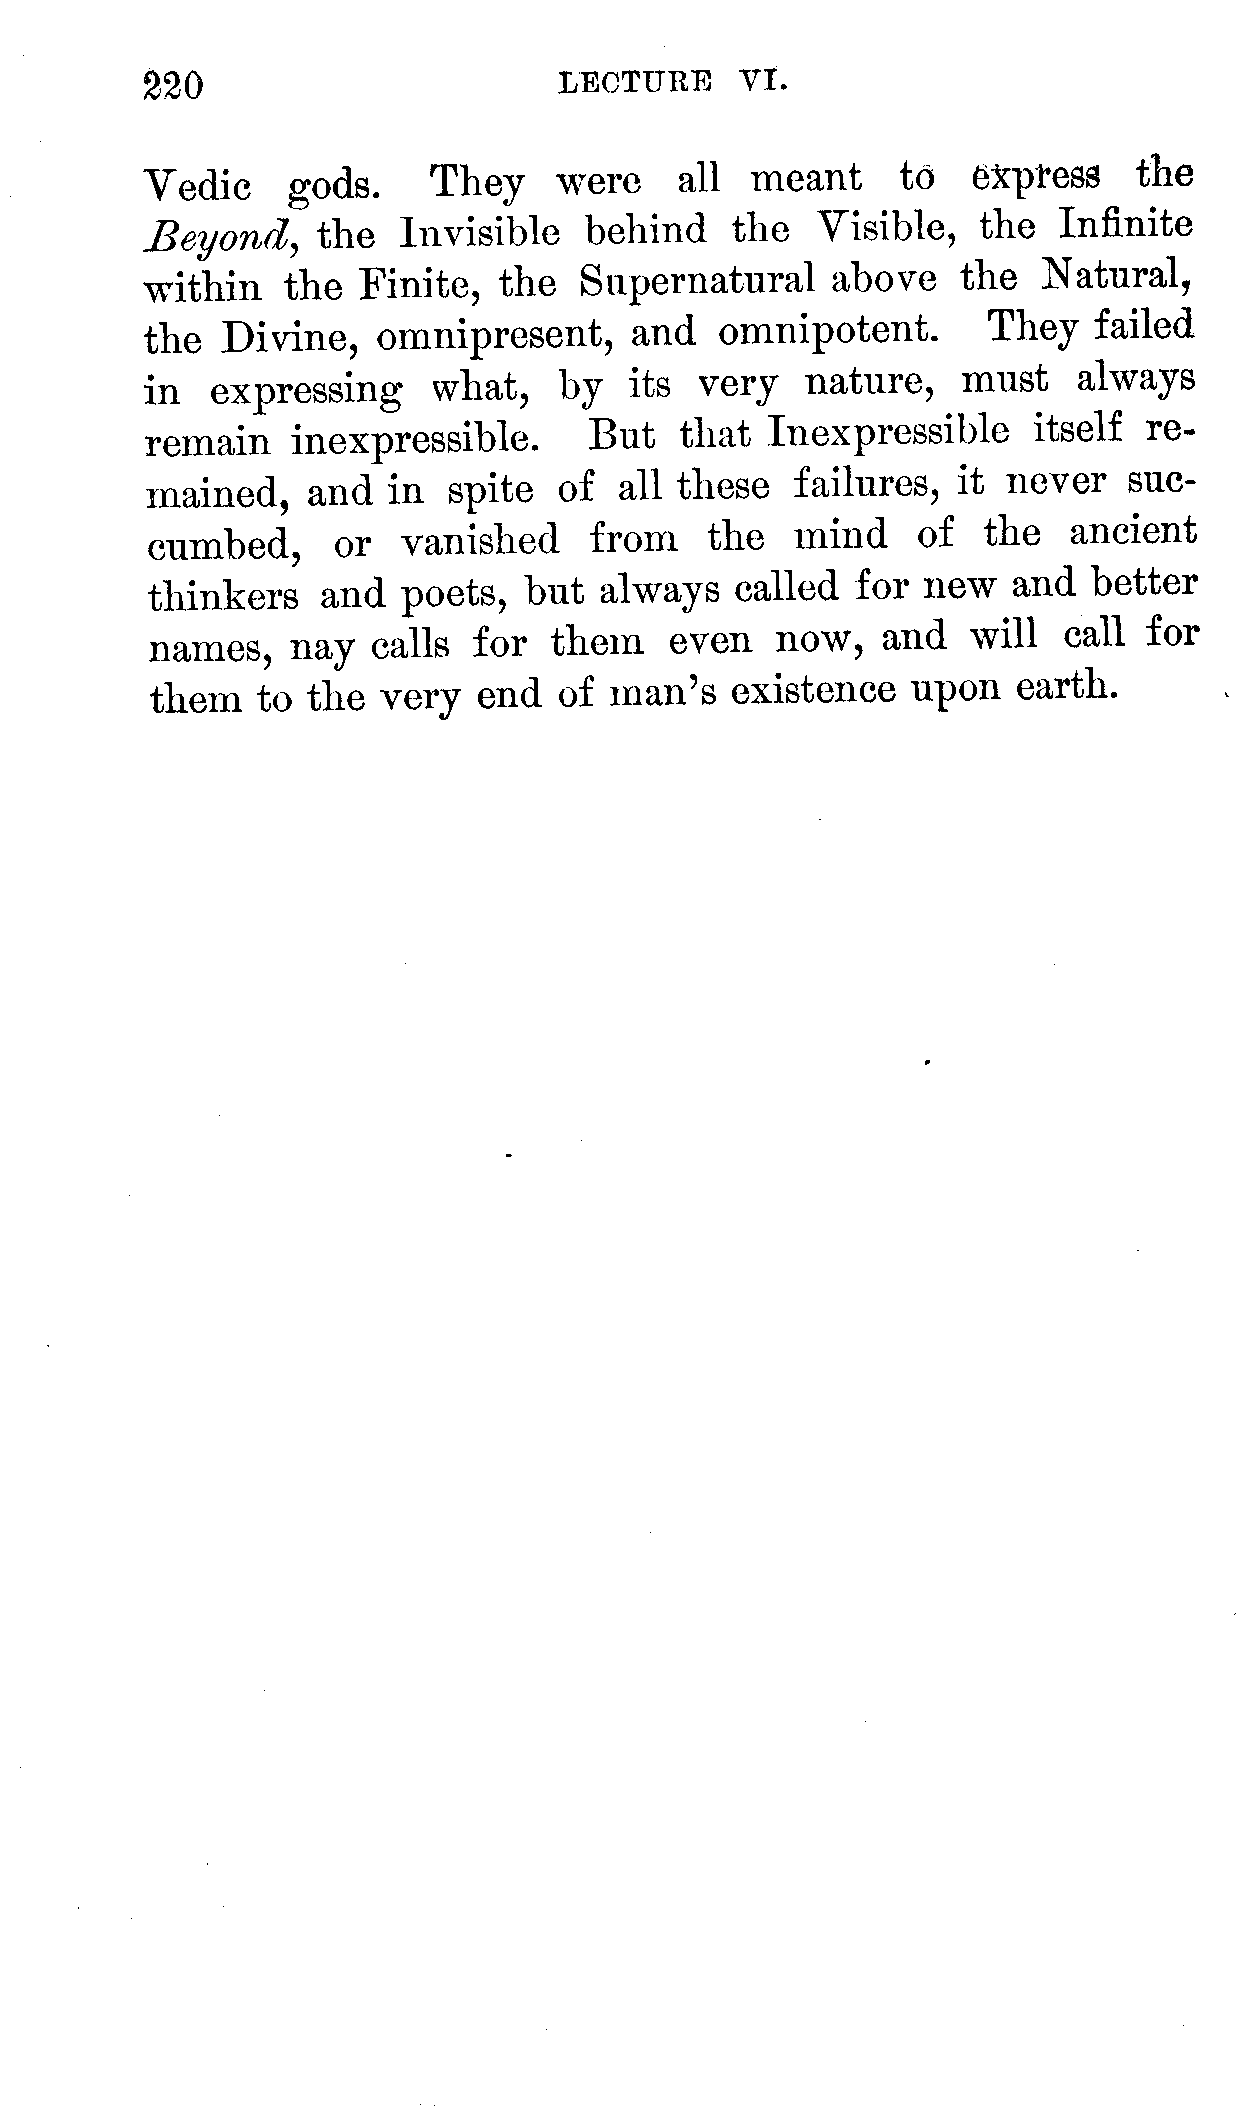 220 LECTURE VI.
Vedic gods. They were all meant to express the
Beyond, the Invisible behind the Visible, the Infinite
within the Finite, the Supernatural above the Natural,
the Divine, omnipresent, and omnipotent. They failed
in expressing what, by its very nature, must always
remain inexpressible. But that Inexpressible itself re-
mained, and in spite of all these failures, it never suc-
cumbed, or vanished from the mind of the ancient
thinkers and poets, but always called for new and better
names, nay calls for them even now, and will call for
them to the very end of man's existence upon earth.